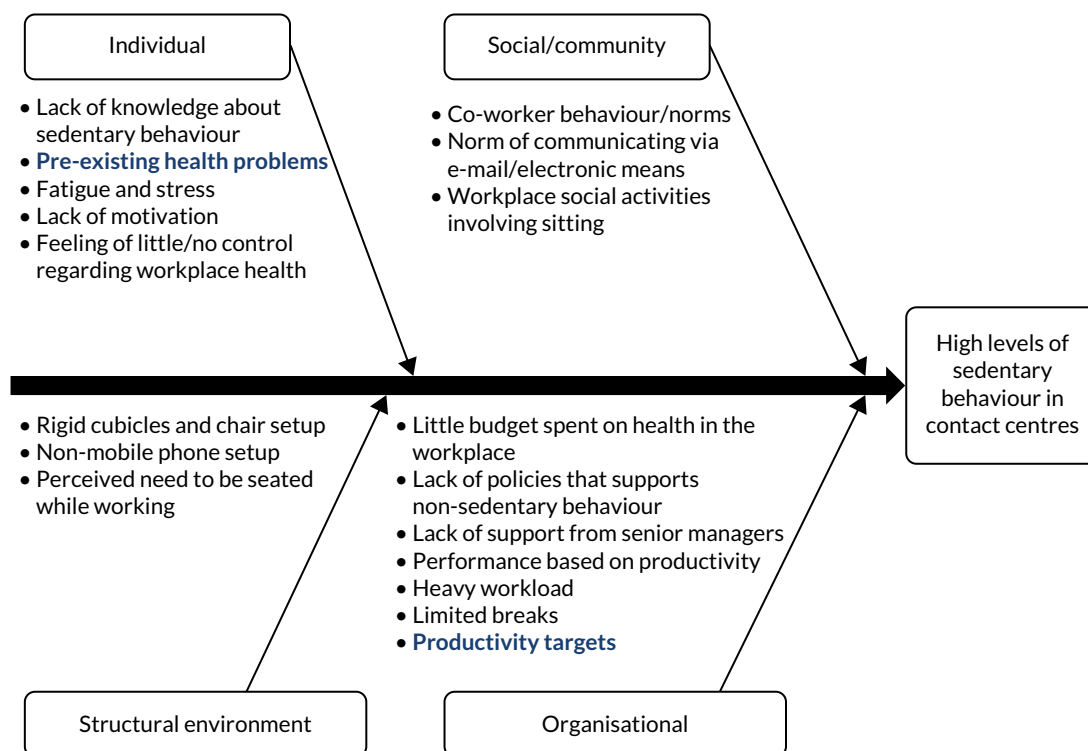 Individual
• Lack of knowledge about
sedentary behaviour
• Pre-existing health problems
• Fatigue and stress
• Lack of motivation
• Feeling of little/no control
regarding workplace health
Social/community
• Co-worker behaviour/norms
• Norm of communicating via
e-mail/electronic means
• Workplace social activities
involving sitting
High levels of
sedentary
behaviour in
contact centres
• Rigid cubicles and chair setup
• Non-mobile phone setup
• Perceived need to be seated
while working
Structural environment
• Little budget spent on health in the
workplace
• Lack of policies that supports
non-sedentary behaviour
• Lack of support from senior managers
• Performance based on productivity
• Heavy workload
• Limited breaks
• Productivity targets
Organisational